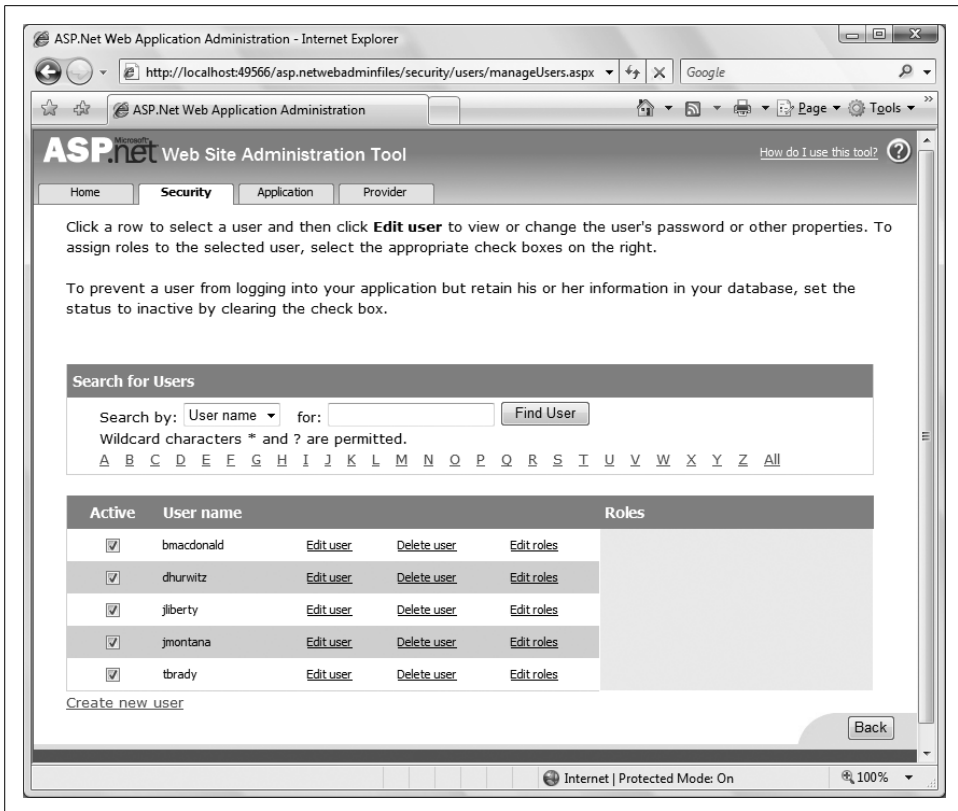 ASP.Net Web Application Administration - Internet Explorer
http://localhost:49566/asp.netwebadminfiles/security/users/manageUsers.aspx
Google
ASP.Net Web Application Administration
Page
Tools
»
Microsoft
ASP.net Web Site Administration Tool
How do I use this tool? ?
Home Security Application Provider
Click a row to select a user and then click Edit user to view or change the user's password or other properties. To
assign roles to the selected user, select the appropriate check boxes on the right.
To prevent a user from logging into your application but retain his or her information in your database, set the
status to inactive by clearing the check box.
Search for Users
Search by: User name for: Find User
Wildcard characters * and ? are permitted.
A B C D E F G H I J K L M N O P Q R S T U V W X Y Z All
Active User name Roles
bmacdonald Edit user Delete user Edit roles
dhurwitz Edit user Delete user Edit roles
jliberty Edit user Delete user Edit roles
jmontana Edit user Delete user Edit roles
tbrady Edit user Delete user Edit roles
Create new user
Back
Internet | Protected Mode: On 100%